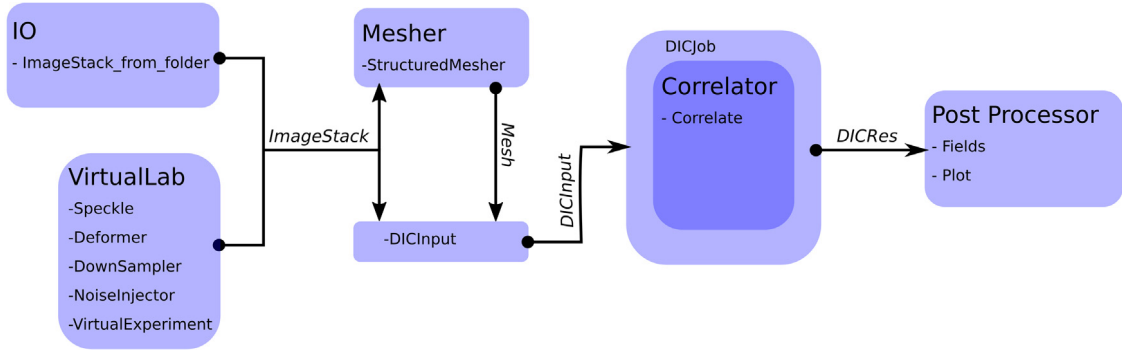 IO
- ImageStack_from_folder
VirtualLab
-Speckle
-Deformer
-DownSampler
-NoiseInjector
-VirtualExperiment
ImageStack
Mesher
-StructuredMesher
Mesh
-DICInput
DICInput
DICJob
Correlator
- Correlate
DICRes
Post Processor
- Fields
- Plot